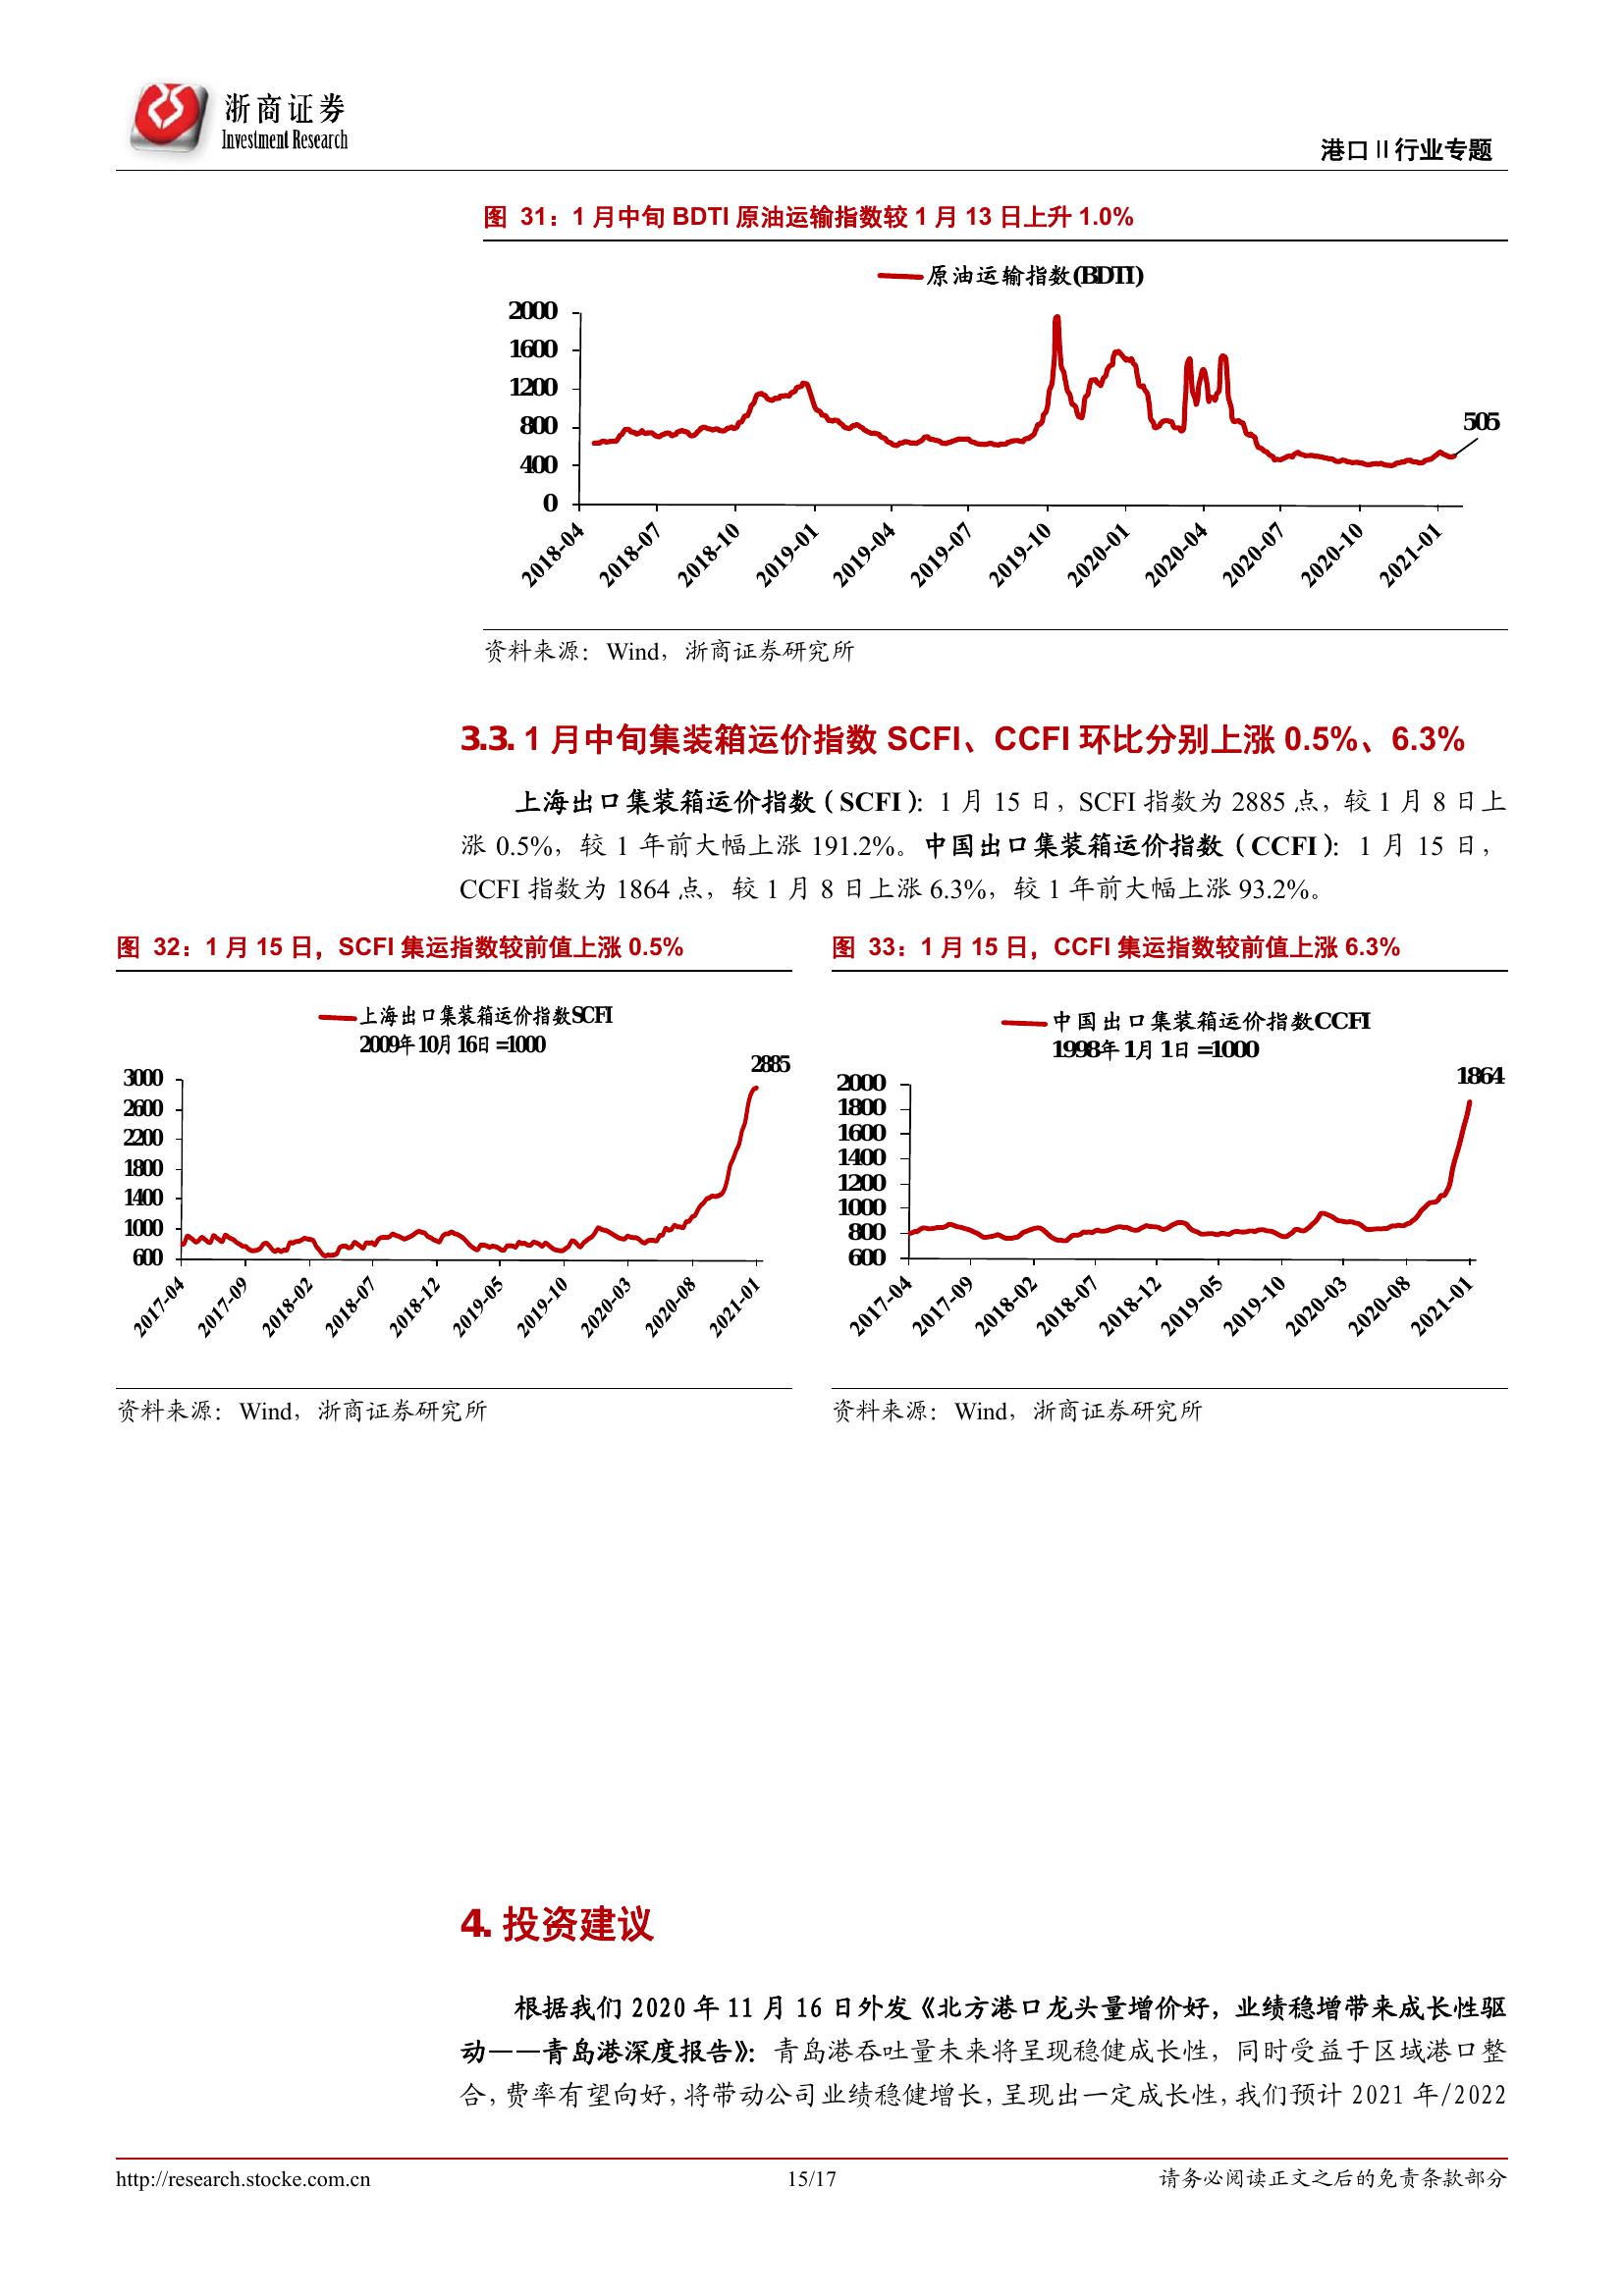 浙商证券
Investment Research
港口Ⅱ行业专题
图 31：1 月中旬 BDTI 原油运输指数较 1 月 13 日上升 1.0%
原油运输指数(BDTI)
2000
1600
1200
800
400
0
505
2018-04
2018-07
2018-10
2019-01
2019-04
2019-07
2019-10
2020-01
2020-04
2020-07
2020-10
2021-01
资料来源：Wind，浙商证券研究所
3.3. 1 月中旬集装箱运价指数 SCFI、CCFI 环比分别上涨 0.5%、6.3%
上海出口集装箱运价指数（SCFI）：1 月 15 日，SCFI 指数为 2885 点，较 1 月 8 日上
涨 0.5%，较 1 年前大幅上涨 191.2%。中国出口集装箱运价指数（CCFI）：1 月 15 日，
CCFI 指数为 1864 点，较 1 月 8 日上涨 6.3%，较 1 年前大幅上涨 93.2%。
图 32：1 月 15 日，SCFI 集运指数较前值上涨 0.5%
上海出口集装箱运价指数SCFI
2009年10月16日=1000
2885
3000
2600
2200
1800
1400
1000
600
2017-04
2017-09
2018-02
2018-07
2018-12
2019-05
2019-10
2020-03
2020-08
2021-01
资料来源：Wind，浙商证券研究所
图 33：1 月 15 日，CCFI 集运指数较前值上涨 6.3%
中国出口集装箱运价指数CCFI
1998年1月1日=1000
1864
2000
1800
1600
1400
1200
1000
800
600
2017-04
2017-09
2018-02
2018-07
2018-12
2019-05
2019-10
2020-03
2020-08
2021-01
资料来源：Wind，浙商证券研究所
4. 投资建议
根据我们 2020 年 11 月 16 日外发《北方港口龙头量增价好，业绩稳增带来成长性驱
动——青岛港深度报告》：青岛港吞吐量未来将呈现稳健成长性，同时受益于区域港口整
合，费率有望向好，将带动公司业绩稳健增长，呈现出一定成长性，我们预计 2021 年/2022
http://research.stocke.com.cn
15/17
请务必阅读正文之后的免责条款部分